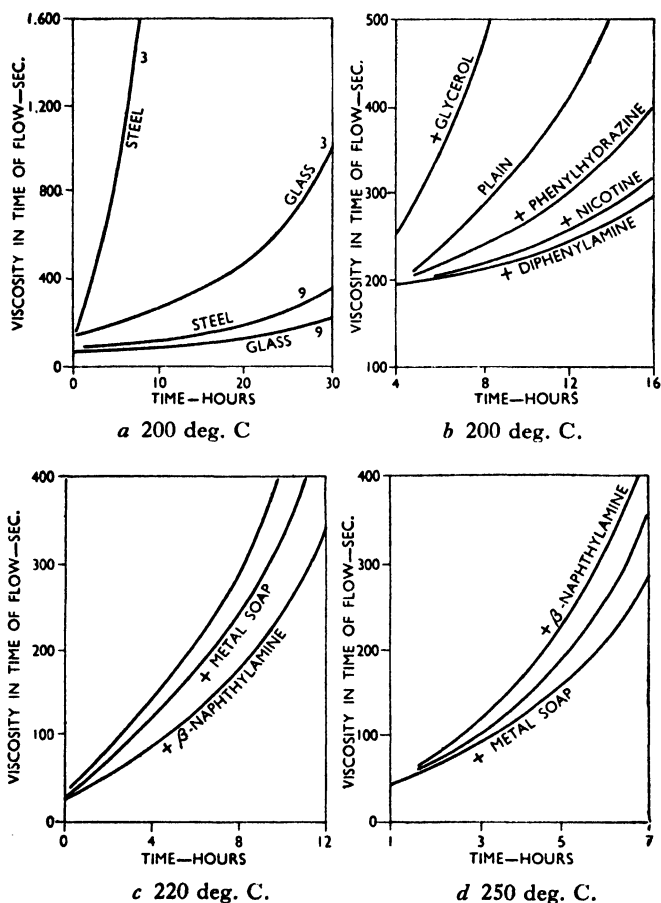 VISCOSITY IN TIME OF FLOW—SEC.
1.600
1.200
800
400
0
3
STEEL
3
GLASS
9
STEEL
GLASS 9
0 10 20 30
TIME—HOURS
a 200 deg. C
VISCOSITY IN TIME OF FLOW—SEC.
500
400
300
200
100
+ GLYCEROL
PLAIN
+ PHENYLHYDRAZINE
+ NICOTINE
+ DIPHENYLAMINE
4 8 12 16
TIME—HOURS
b 200 deg. C.
VISCOSITY IN TIME OF FLOW—SEC.
400
300
200
100
0
+ METAL SOAP
+ β-NAPHTHYLAMINE
0 4 8 12
TIME—HOURS
c 220 deg. C.
VISCOSITY IN TIME OF FLOW—SEC.
400
300
200
100
0
+ β-NAPHTHYLAMINE
+ METAL SOAP
1 3 5 7
TIME—HOURS
d 250 deg. C.